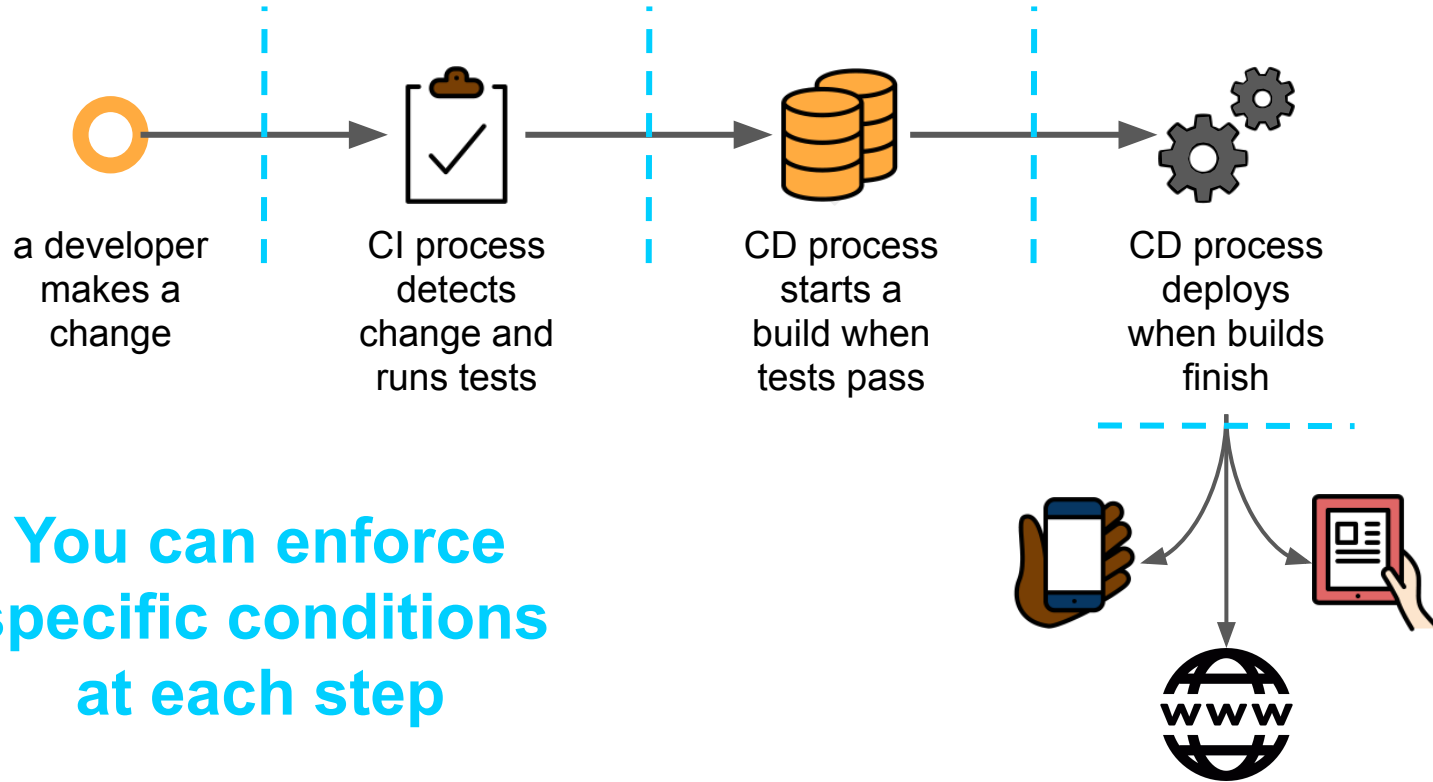 a developer
makes a
change
CI process
detects
change and
runs tests
CD process
starts a
build when
tests pass
CD process
deploys
when builds
finish
You can enforce
specific conditions
at each step
www